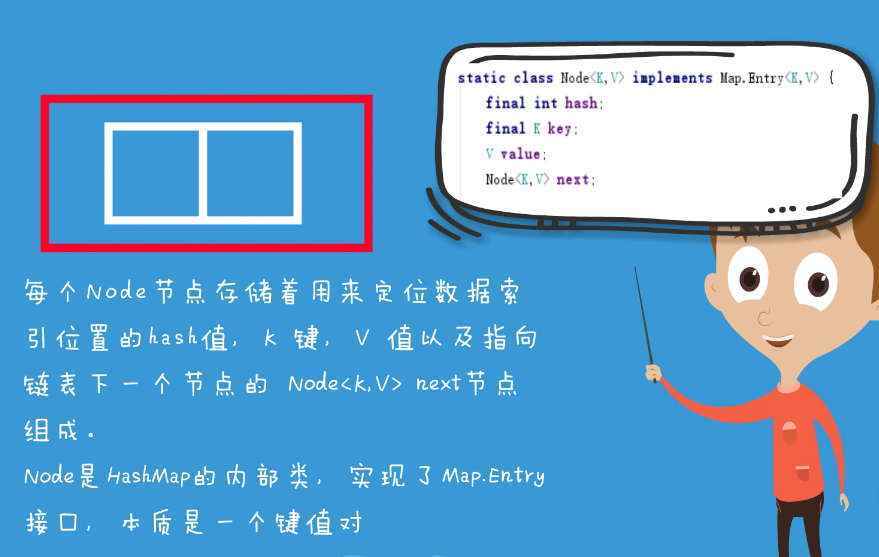 static class Node<K,V> implements Map.Entry<K,V> {
final int hash;
final K key;
V value;
Node<K,V> next;
每个Node节点存储着用来定位数据索
引位置的hash值, K 键, V 值以及指向
链表下一个节点的 Node<K,V> next节点
组成。
Node是HashMap的内部类, 实现了Map.Entry
接口, 本质是一个键值对